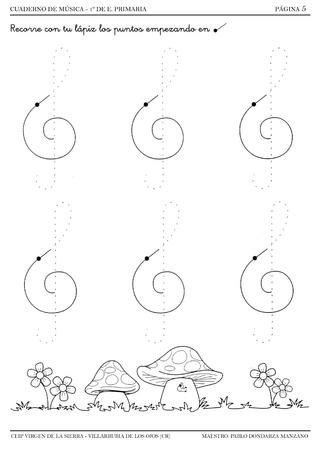 CUADERNO DE MÚSICA - 1º DE E. PRIMARIA PÁGINA 5
Recorre con tu lápiz los puntos empezando en
CEIP VIRGEN DE LA SIERRA - VILLARRUBIA DE LOS OJOS (CR) MAESTRO: PABLO DONDARZA MANZANO